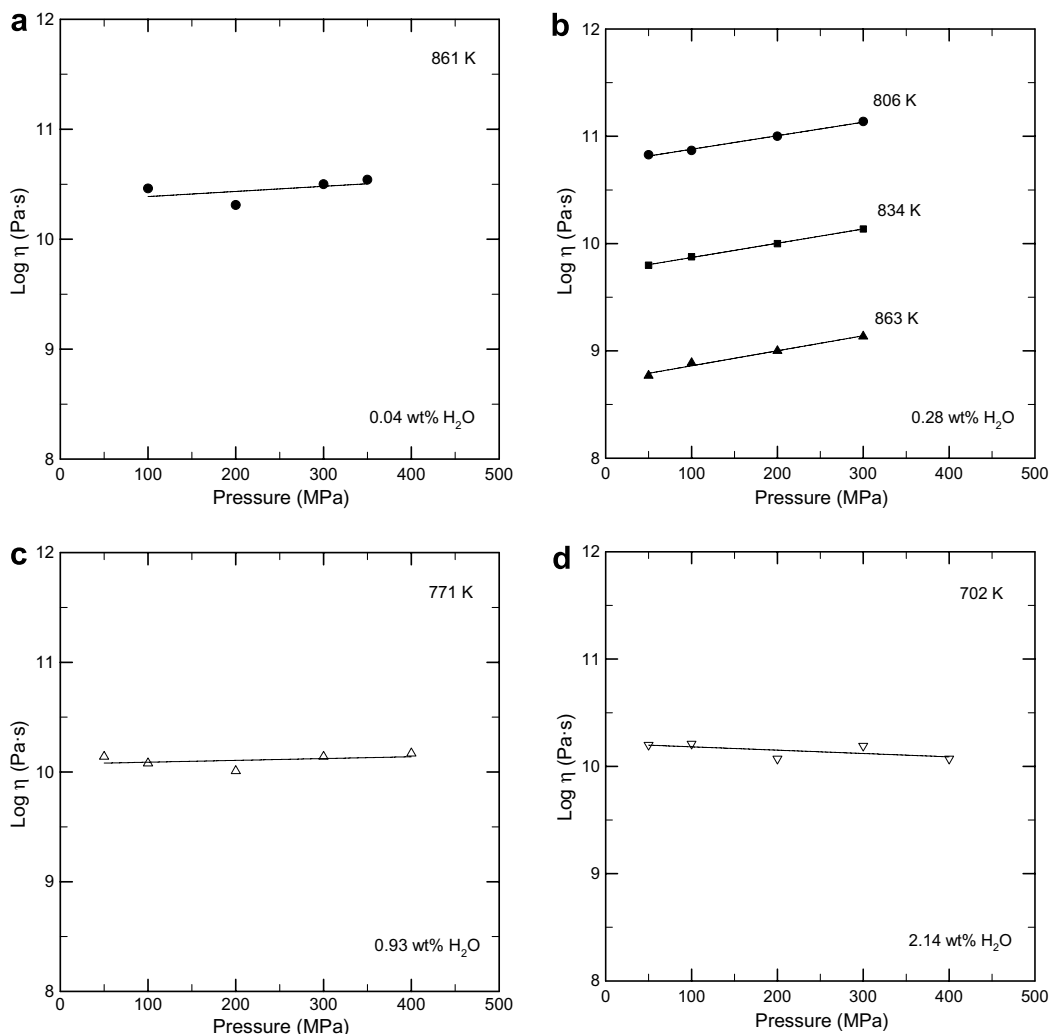 a
12
861 K
11
Log η (Pa·s)
10
9
0.04 wt% H₂O
8
0 100 200 300 400 500
Pressure (MPa)
b
12
806 K
11
834 K
Log η (Pa·s)
10
863 K
9
0.28 wt% H₂O
8
0 100 200 300 400 500
Pressure (MPa)
c
12
771 K
11
Log η (Pa·s)
10
9
0.93 wt% H₂O
8
0 100 200 300 400 500
Pressure (MPa)
d
12
702 K
11
Log η (Pa·s)
10
9
2.14 wt% H₂O
8
0 100 200 300 400 500
Pressure (MPa)